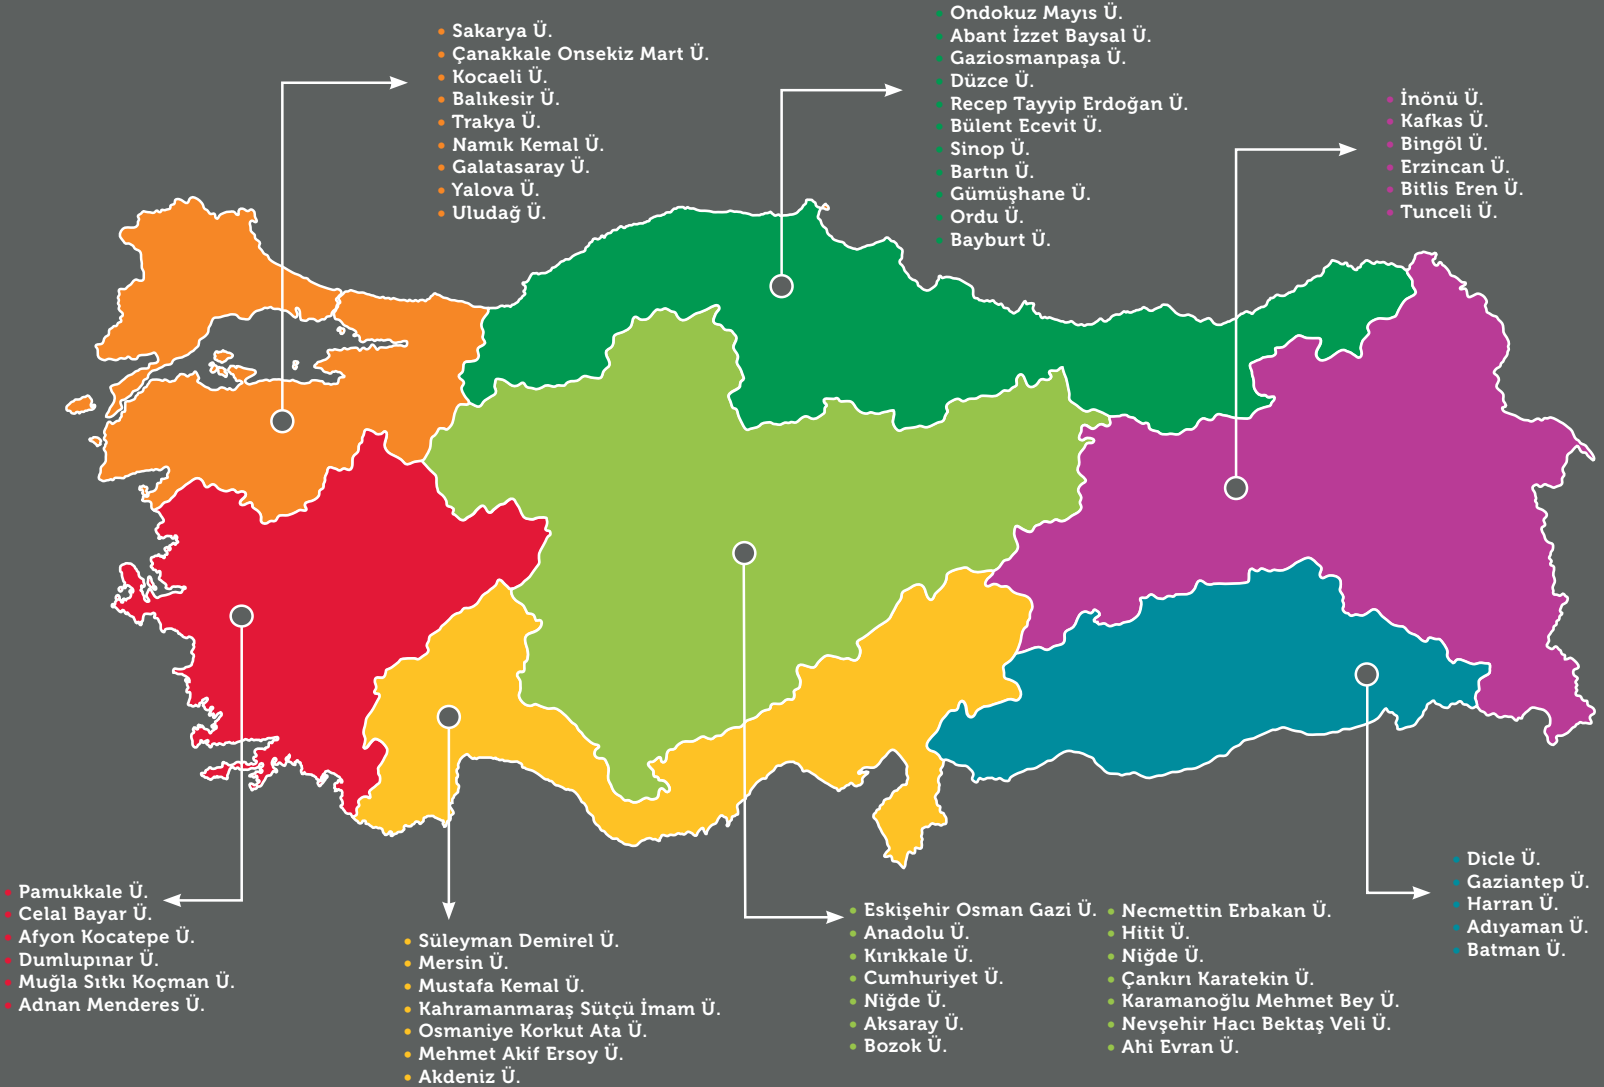 Sakarya Ü.
Çanakkale Onsekiz Mart Ü.
Kocaeli Ü.
Balıkesir Ü.
Trakya Ü.
Namık Kemal Ü.
Galatasaray Ü.
Yalova Ü.
Uludağ Ü.
Ondokuz Mayıs Ü.
Abant İzzet Baysal Ü.
Gaziosmanpaşa Ü.
Düzce Ü.
Recep Tayyip Erdoğan Ü.
Bülent Ecevit Ü.
Sinop Ü.
Bartın Ü.
Gümüşhane Ü.
Ordu Ü.
Bayburt Ü.
İnönü Ü.
Kafkas Ü.
Bingöl Ü.
Erzincan Ü.
Bitlis Eren Ü.
Tunceli Ü.
Pamukkale Ü.
Celal Bayar Ü.
Afyon Kocatepe Ü.
Dumlupınar Ü.
Muğla Sıtkı Koçman Ü.
Adnan Menderes Ü.
Süleyman Demirel Ü.
Mersin Ü.
Mustafa Kemal Ü.
Kahramanmaraş Sütçü İmam Ü.
Osmaniye Korkut Ata Ü.
Mehmet Akif Ersoy Ü.
Akdeniz Ü.
Eskişehir Osman Gazi Ü.
Anadolu Ü.
Kırıkkale Ü.
Cumhuriyet Ü.
Niğde Ü.
Aksaray Ü.
Bozok Ü.
Necmettin Erbakan Ü.
Hitit Ü.
Niğde Ü.
Çankırı Karatekin Ü.
Karamanoğlu Mehmet Bey Ü.
Nevşehir Hacı Bektaş Veli Ü.
Ahi Evran Ü.
Dicle Ü.
Gaziantep Ü.
Harran Ü.
Adıyaman Ü.
Batman Ü.